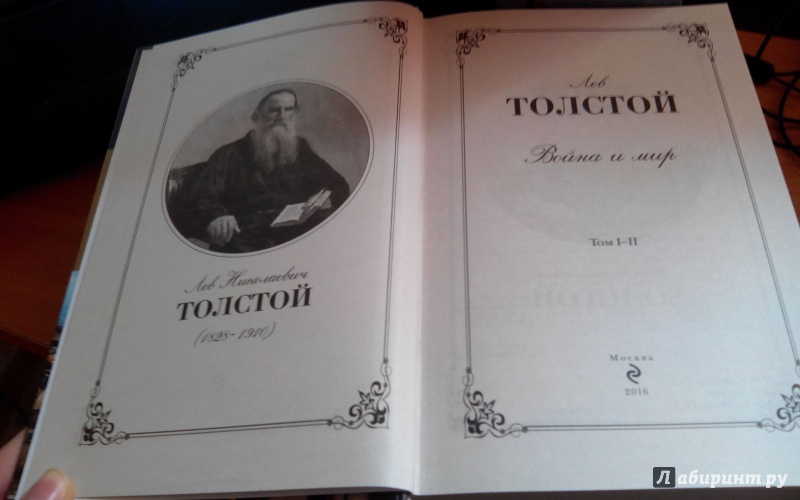 Лев Николаевич
ТОЛСТОЙ
(1828–1910)
Лев
ТОЛСТОЙ
Война и мир
Том I–II
Москва
2016
Лабиринт.ру